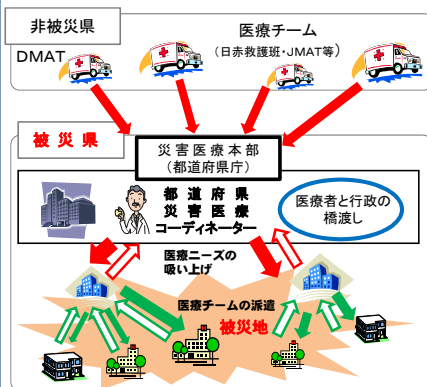 非被災県
DMAT
医療チーム
（日赤救護班・JMAT等）
被災県
災害医療本部
（都道府県庁）
都道府県
災害医療
コーディネーター
医療者と行政の
橋渡し
医療ニーズの
吸い上げ
医療チームの派遣
被災地